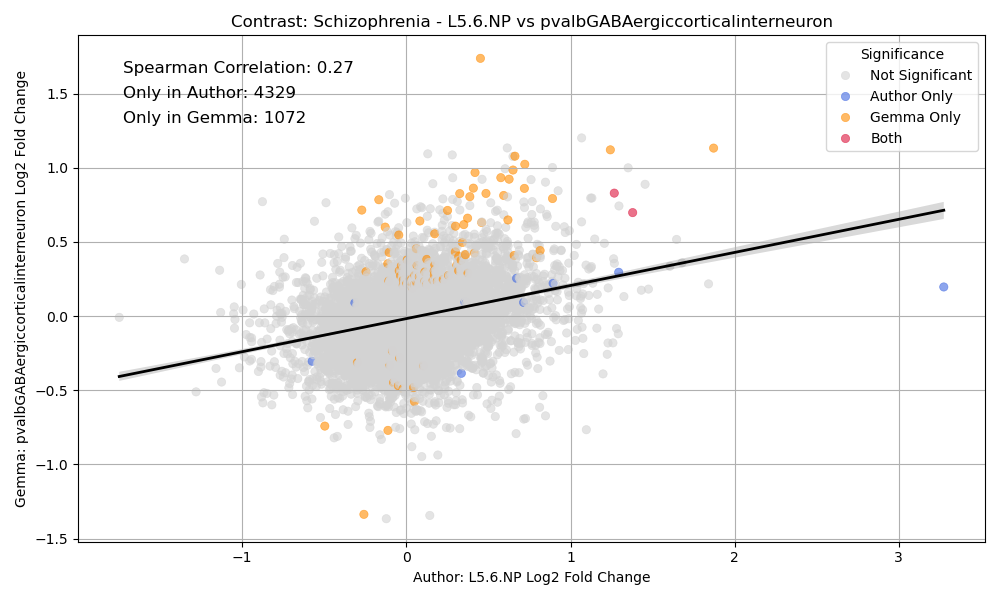 Contrast: Schizophrenia - L5.6.NP vs pvalbGABAergiccorticalinterneuron
Spearman Correlation: 0.27
Only in Author: 4329
Only in Gemma: 1072
Significance
Not Significant
Author Only
Gemma Only
Both
Gemma: pvalbGABAergiccorticalinterneuron Log2 Fold Change
1.5
1.0
0.5
0.0
−0.5
−1.0
−1.5
−1
0
1
2
3
Author: L5.6.NP Log2 Fold Change